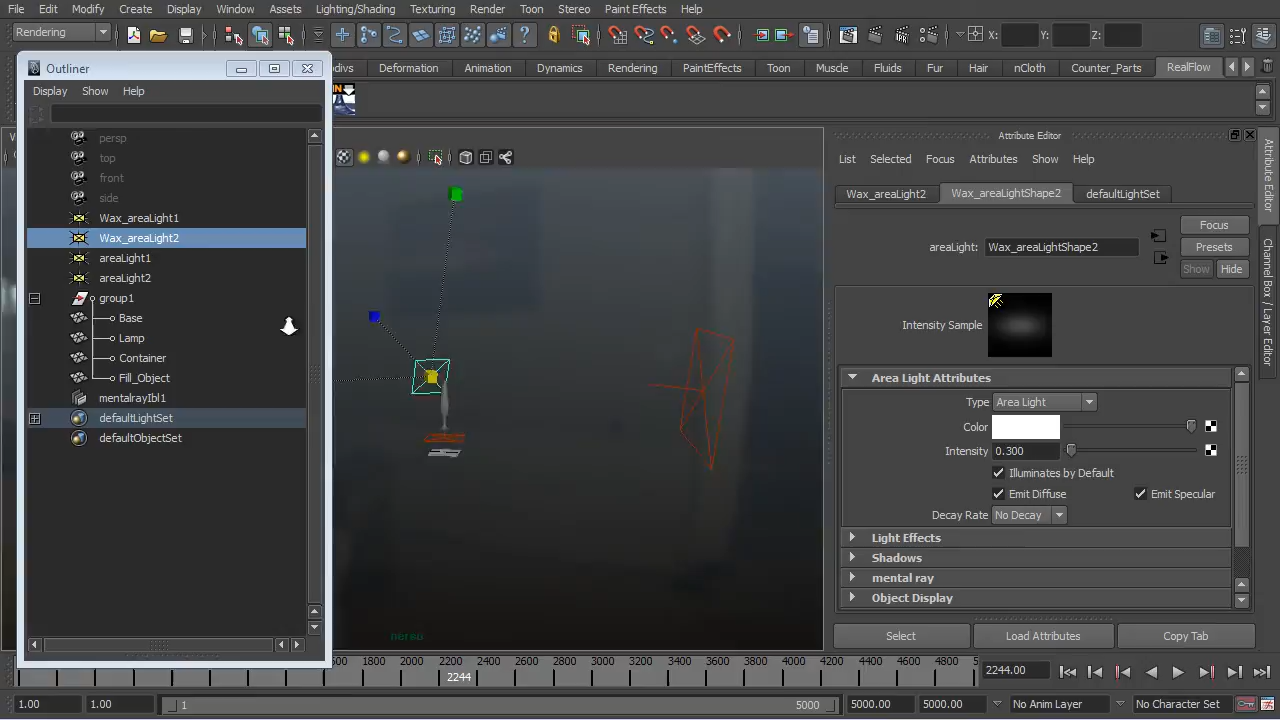 File Edit Modify Create Display Window Assets Lighting/Shading Texturing Render Toon Stereo Paint Effects Help
Rendering X: Y: Z:
Outliner
Deformation Animation Dynamics Rendering PaintEffects Toon Muscle Fluids Fur Hair nCloth Counter_Parts RealFlow
Display Show Help
persp
top
front
side
Wax_areaLight1
Wax_areaLight2
areaLight1
areaLight2
group1
Base
Lamp
Container
Fill_Object
mentalrayIbl1
defaultLightSet
defaultObjectSet
persp
Attribute Editor
List Selected Focus Attributes Show Help
Wax_areaLight2 Wax_areaLightShape2 defaultLightSet
Focus
areaLight: Wax_areaLightShape2 Presets
Show Hide
Intensity Sample
Area Light Attributes
Type Area Light
Color
Intensity 0.300
Illuminates by Default
Emit Diffuse Emit Specular
Decay Rate No Decay
Light Effects
Shadows
mental ray
Object Display
Select Load Attributes Copy Tab
Attribute Editor
Channel Box / Layer Editor
1800 2000 2200 2400 2600 2800 3000 3200 3400 3600 3800 4000 4200 4400 4600 4800 5
2244
2244.00
1.00 1.00 1 5000 5000.00 5000.00 No Anim Layer No Character Set